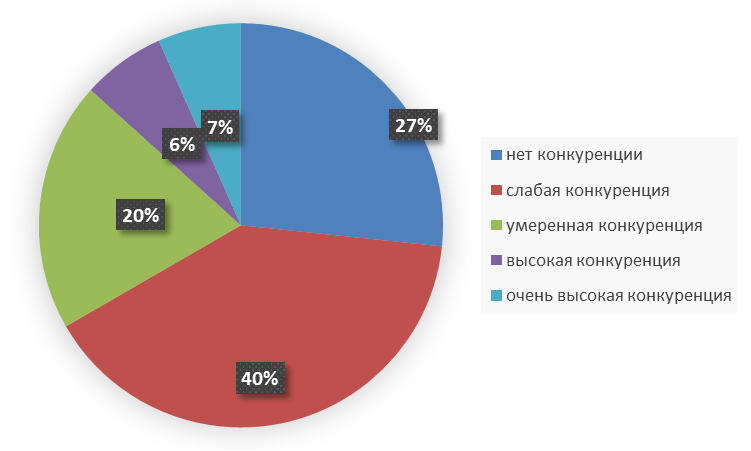 27%
40%
20%
6%
7%
нет конкуренции
слабая конкуренция
умеренная конкуренция
высокая конкуренция
очень высокая конкуренция